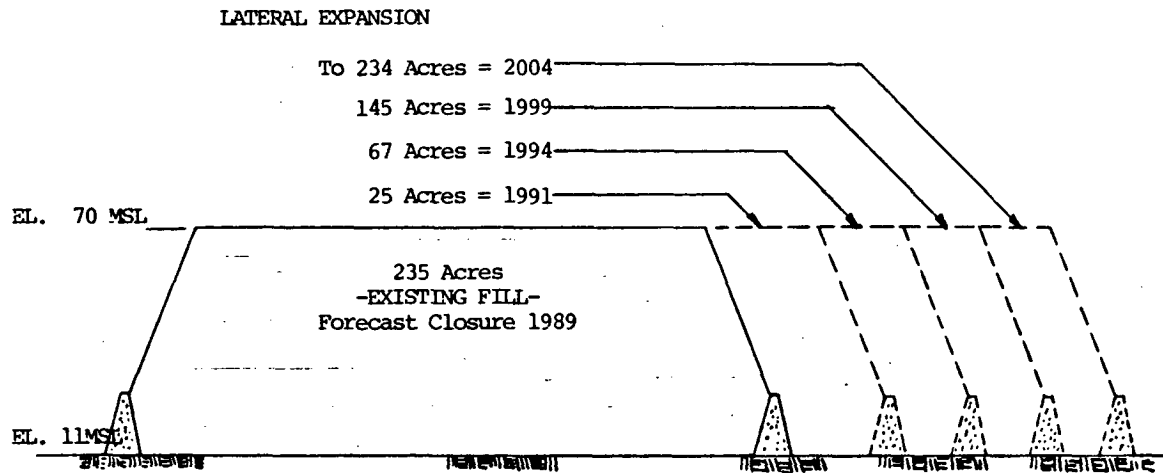 LATERAL EXPANSION
To 234 Acres = 2004
145 Acres = 1999
67 Acres = 1994
25 Acres = 1991
EL. 70 MSL
235 Acres
-EXISTING FILL-
Forecast Closure 1989
EL. 11MSL